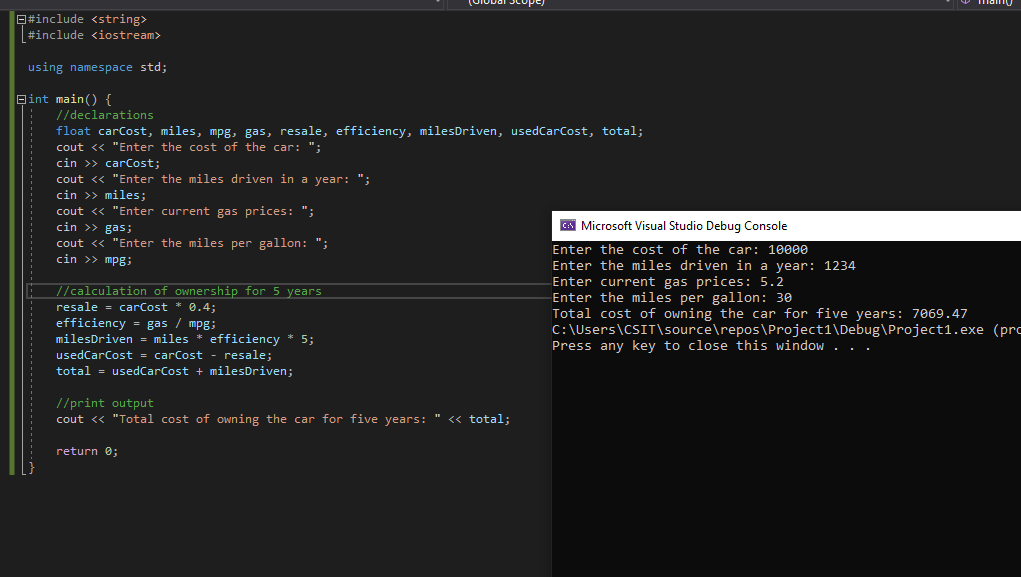 (Global Scope)
main()
#include <string>
#include <iostream>
using namespace std;
int main() {
//declarations
float carCost, miles, mpg, gas, resale, efficiency, milesDriven, usedCarCost, total;
cout << "Enter the cost of the car: ";
cin >> carCost;
cout << "Enter the miles driven in a year: ";
cin >> miles;
cout << "Enter current gas prices: ";
cin >> gas;
cout << "Enter the miles per gallon: ";
cin >> mpg;
//calculation of ownership for 5 years
resale = carCost * 0.4;
efficiency = gas / mpg;
milesDriven = miles * efficiency * 5;
usedCarCost = carCost - resale;
total = usedCarCost + milesDriven;
//print output
cout << "Total cost of owning the car for five years: " << total;
return 0;
}
Microsoft Visual Studio Debug Console
Enter the cost of the car: 10000
Enter the miles driven in a year: 1234
Enter current gas prices: 5.2
Enter the miles per gallon: 30
Total cost of owning the car for five years: 7069.47
C:\Users\CSIT\source\repos\Project1\Debug\Project1.exe (pro
Press any key to close this window . . .